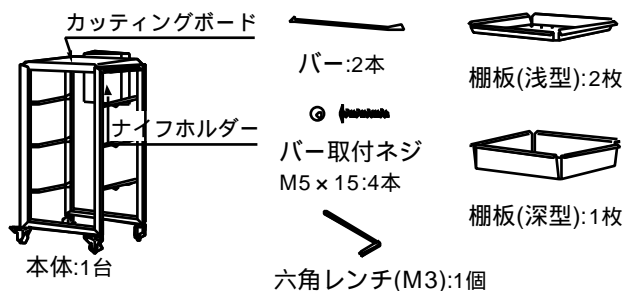 カッティングボード
ナイフホルダー
本体:1台
バー:2本
バー取付ネジ
M5×15:4本
六角レンチ(M3):1個
棚板(浅型):2枚
棚板(深型):1枚